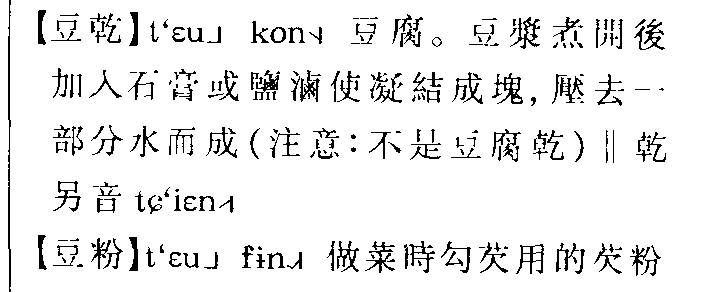 【豆乾】t‘ɛu˩ kon˧˥ 豆腐。豆漿煮開後
加入石膏或鹽滷使凝結成塊，壓去一
部分水而成（注意：不是豆腐乾）‖乾
另音 tɕ‘iɛn˨˦
【豆粉】t‘ɛu˩ fɨn˨˩˧ 做菜時勾芡用的芡粉